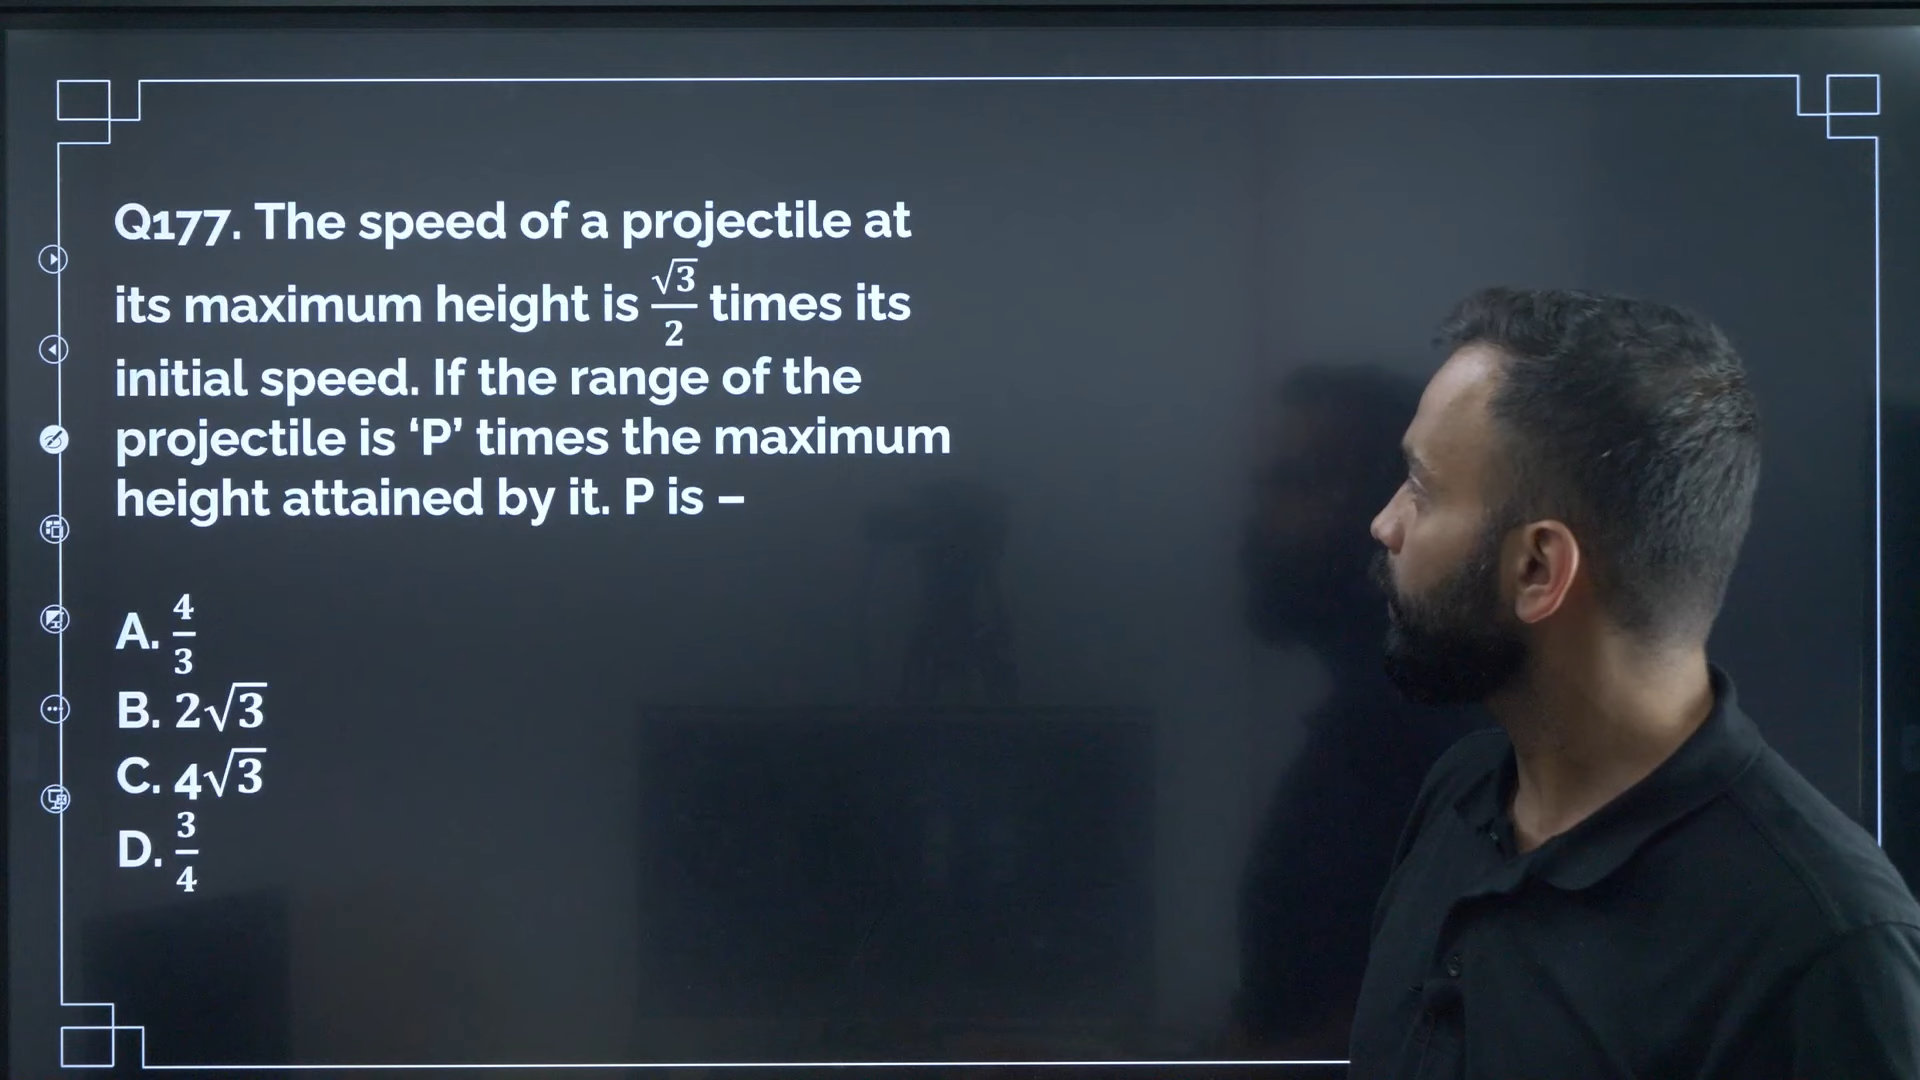 Q177. The speed of a projectile at
its maximum height is √3/2 times its
initial speed. If the range of the
projectile is ‘P’ times the maximum
height attained by it. P is –
A. 4/3
B. 2√3
C. 4√3
D. 3/4